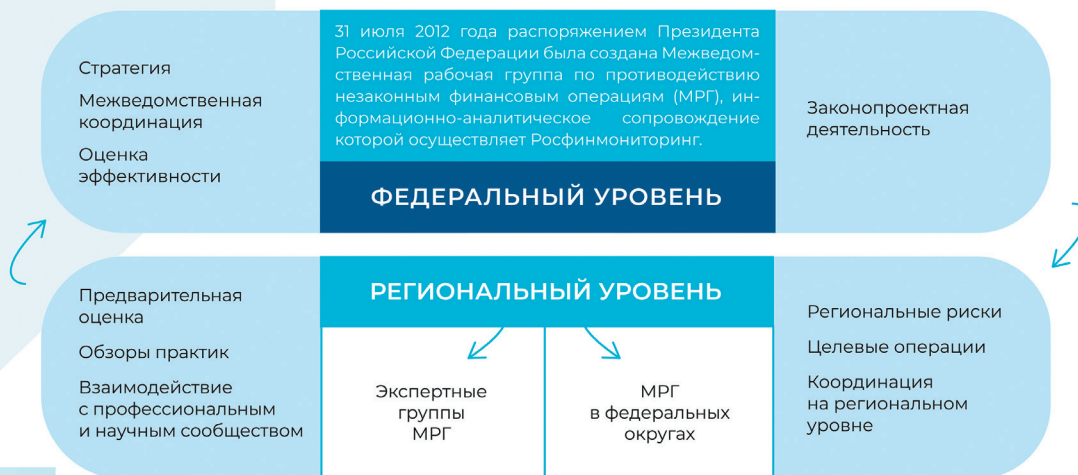 Стратегия
Межведомственная
координация
Оценка
эффективности
31 июля 2012 года распоряжением Президента
Российской Федерации была создана Межведом-
ственная рабочая группа по противодействию
незаконным финансовым операциям (МРГ), ин-
формационно-аналитическое сопровождение
которой осуществляет Росфинмониторинг.
ФЕДЕРАЛЬНЫЙ УРОВЕНЬ
Законопроектная
деятельность
Предварительная
оценка
Обзоры практик
Взаимодействие
с профессиональным
и научным сообществом
РЕГИОНАЛЬНЫЙ УРОВЕНЬ
Экспертные
группы
МРГ
МРГ
в федеральных
округах
Региональные риски
Целевые операции
Координация
на региональном
уровне